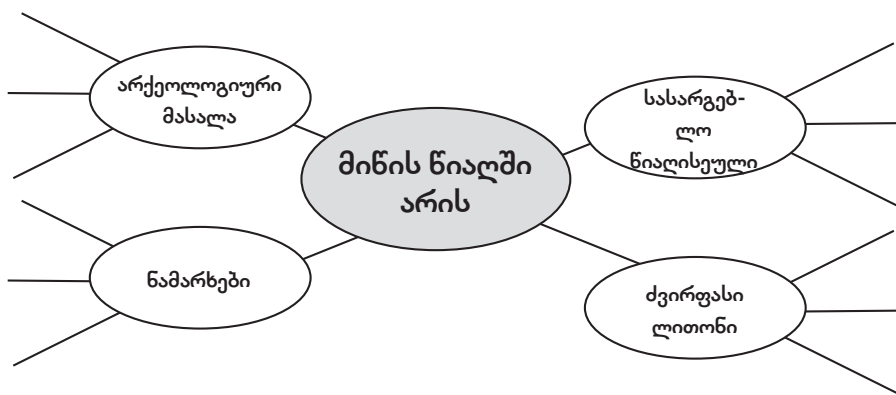 არქეოლოგიური
მასალა
სასარგებ-
ლო
წიაღისეული
მიწის წიაღში
არის
ნამარხები
ძვირფასი
ლითონი